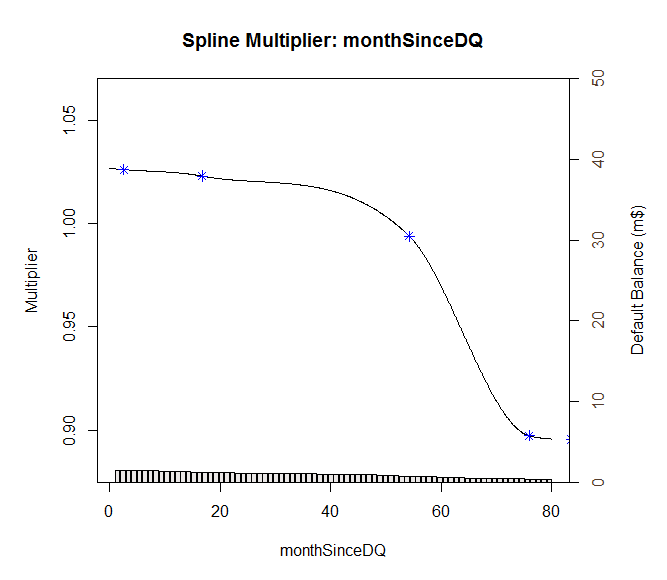 Spline Multiplier: monthSinceDQ
Multiplier
1.05
1.00
0.95
0.90
50
40
30
20
10
0
Default Balance (m$)
0 20 40 60 80
monthSinceDQ